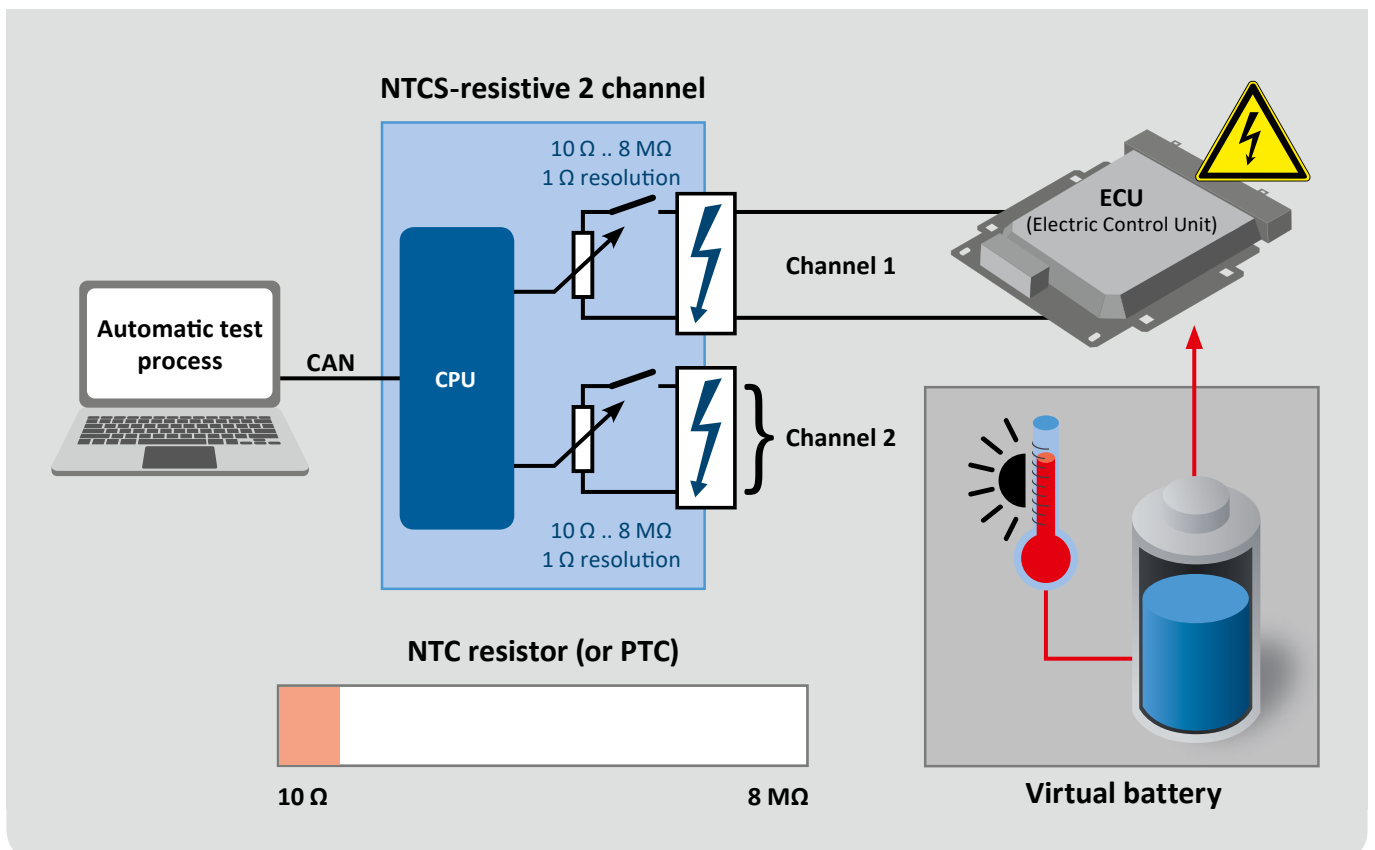 NTCS-resistive 2 channel
10 Ω .. 8 MΩ
1 Ω resolution
ECU
(Electric Control Unit)
Channel 1
Automatic test
process
CAN
CPU
Channel 2
10 Ω .. 8 MΩ
1 Ω resolution
NTC resistor (or PTC)
10 Ω
8 MΩ
Virtual battery